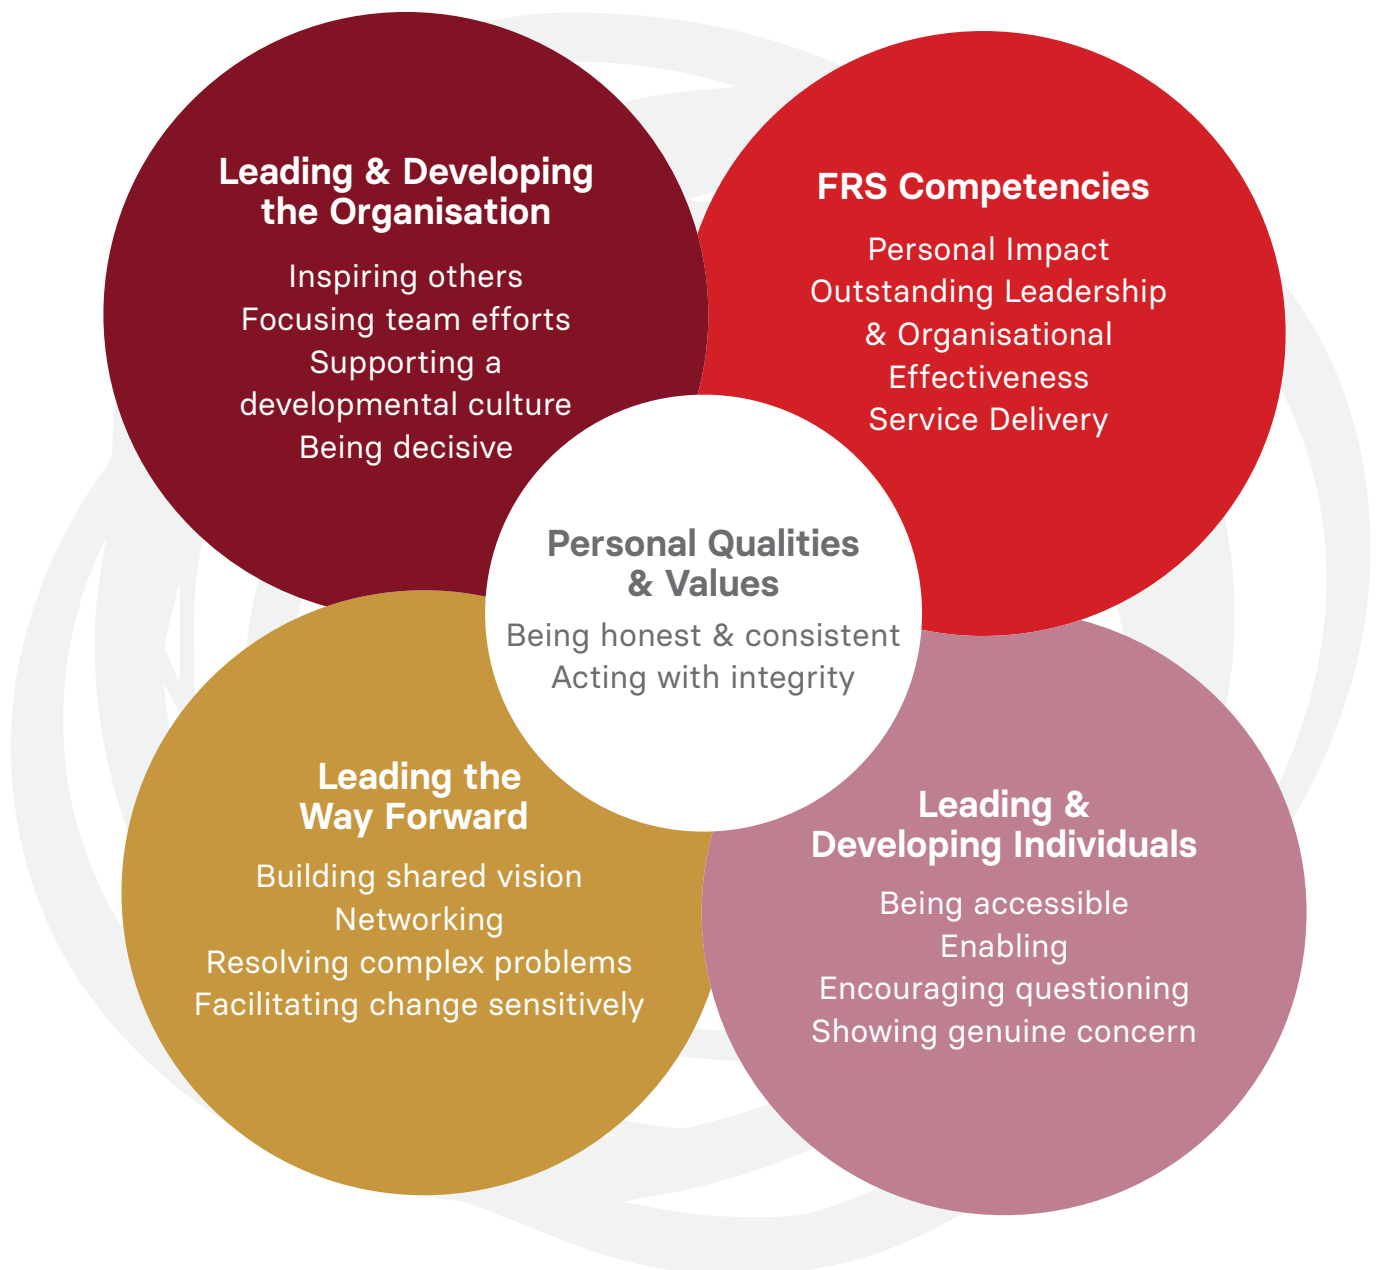 Leading & Developing
the Organisation
Inspiring others
Focusing team efforts
Supporting a
developmental culture
Being decisive
FRS Competencies
Personal Impact
Outstanding Leadership
& Organisational
Effectiveness
Service Delivery
Personal Qualities
& Values
Being honest & consistent
Acting with integrity
Leading the
Way Forward
Building shared vision
Networking
Resolving complex problems
Facilitating change sensitively
Leading &
Developing Individuals
Being accessible
Enabling
Encouraging questioning
Showing genuine concern